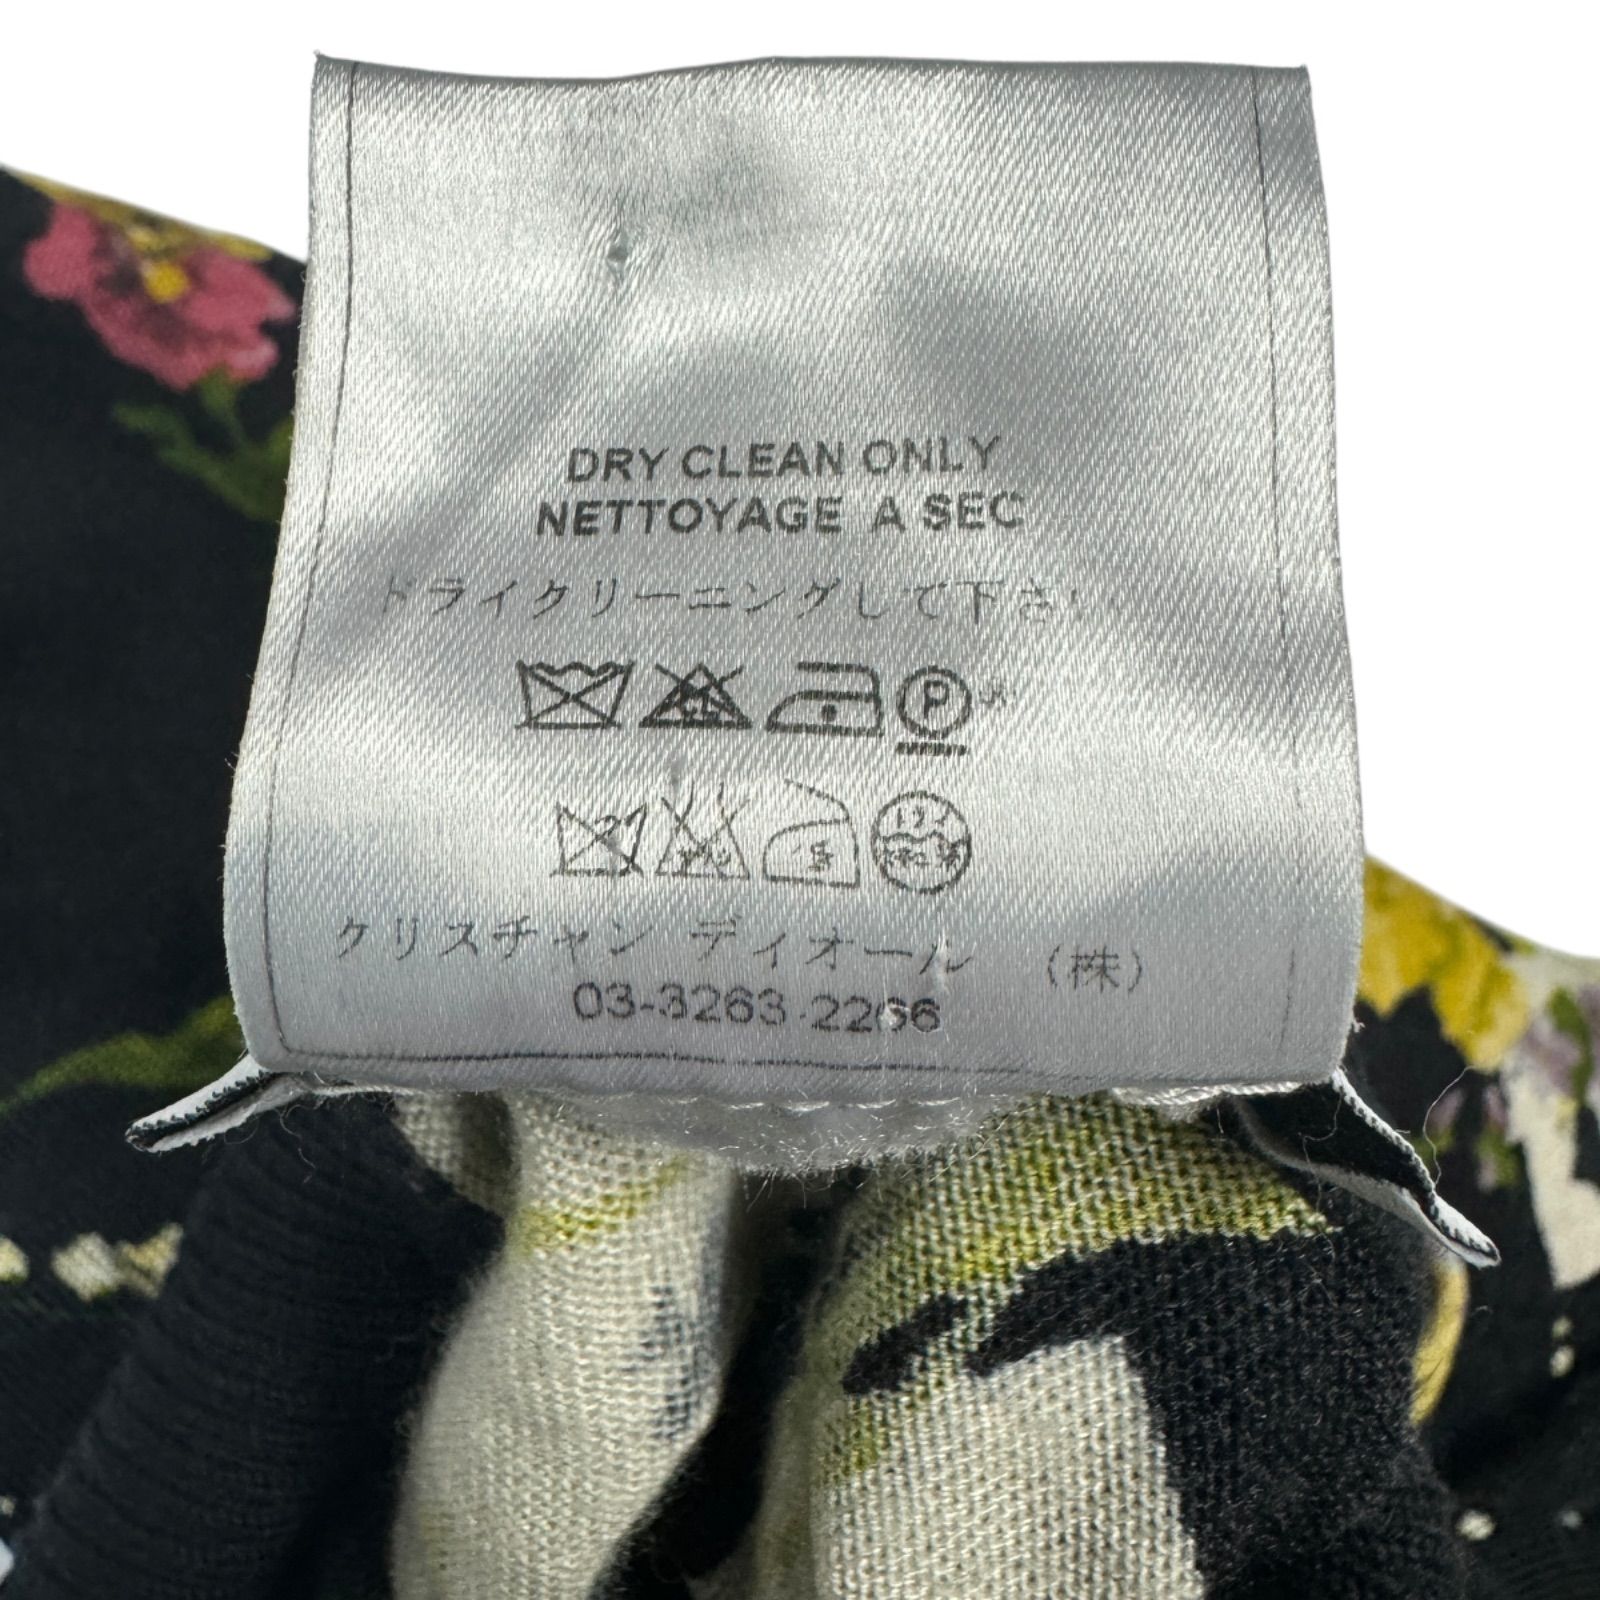 DRY CLEAN ONLY
NETTOYAGE A SEC
ドライクリーニングして下さい
CL
P
クリスチャン ディオール (株)
03-3263-2266